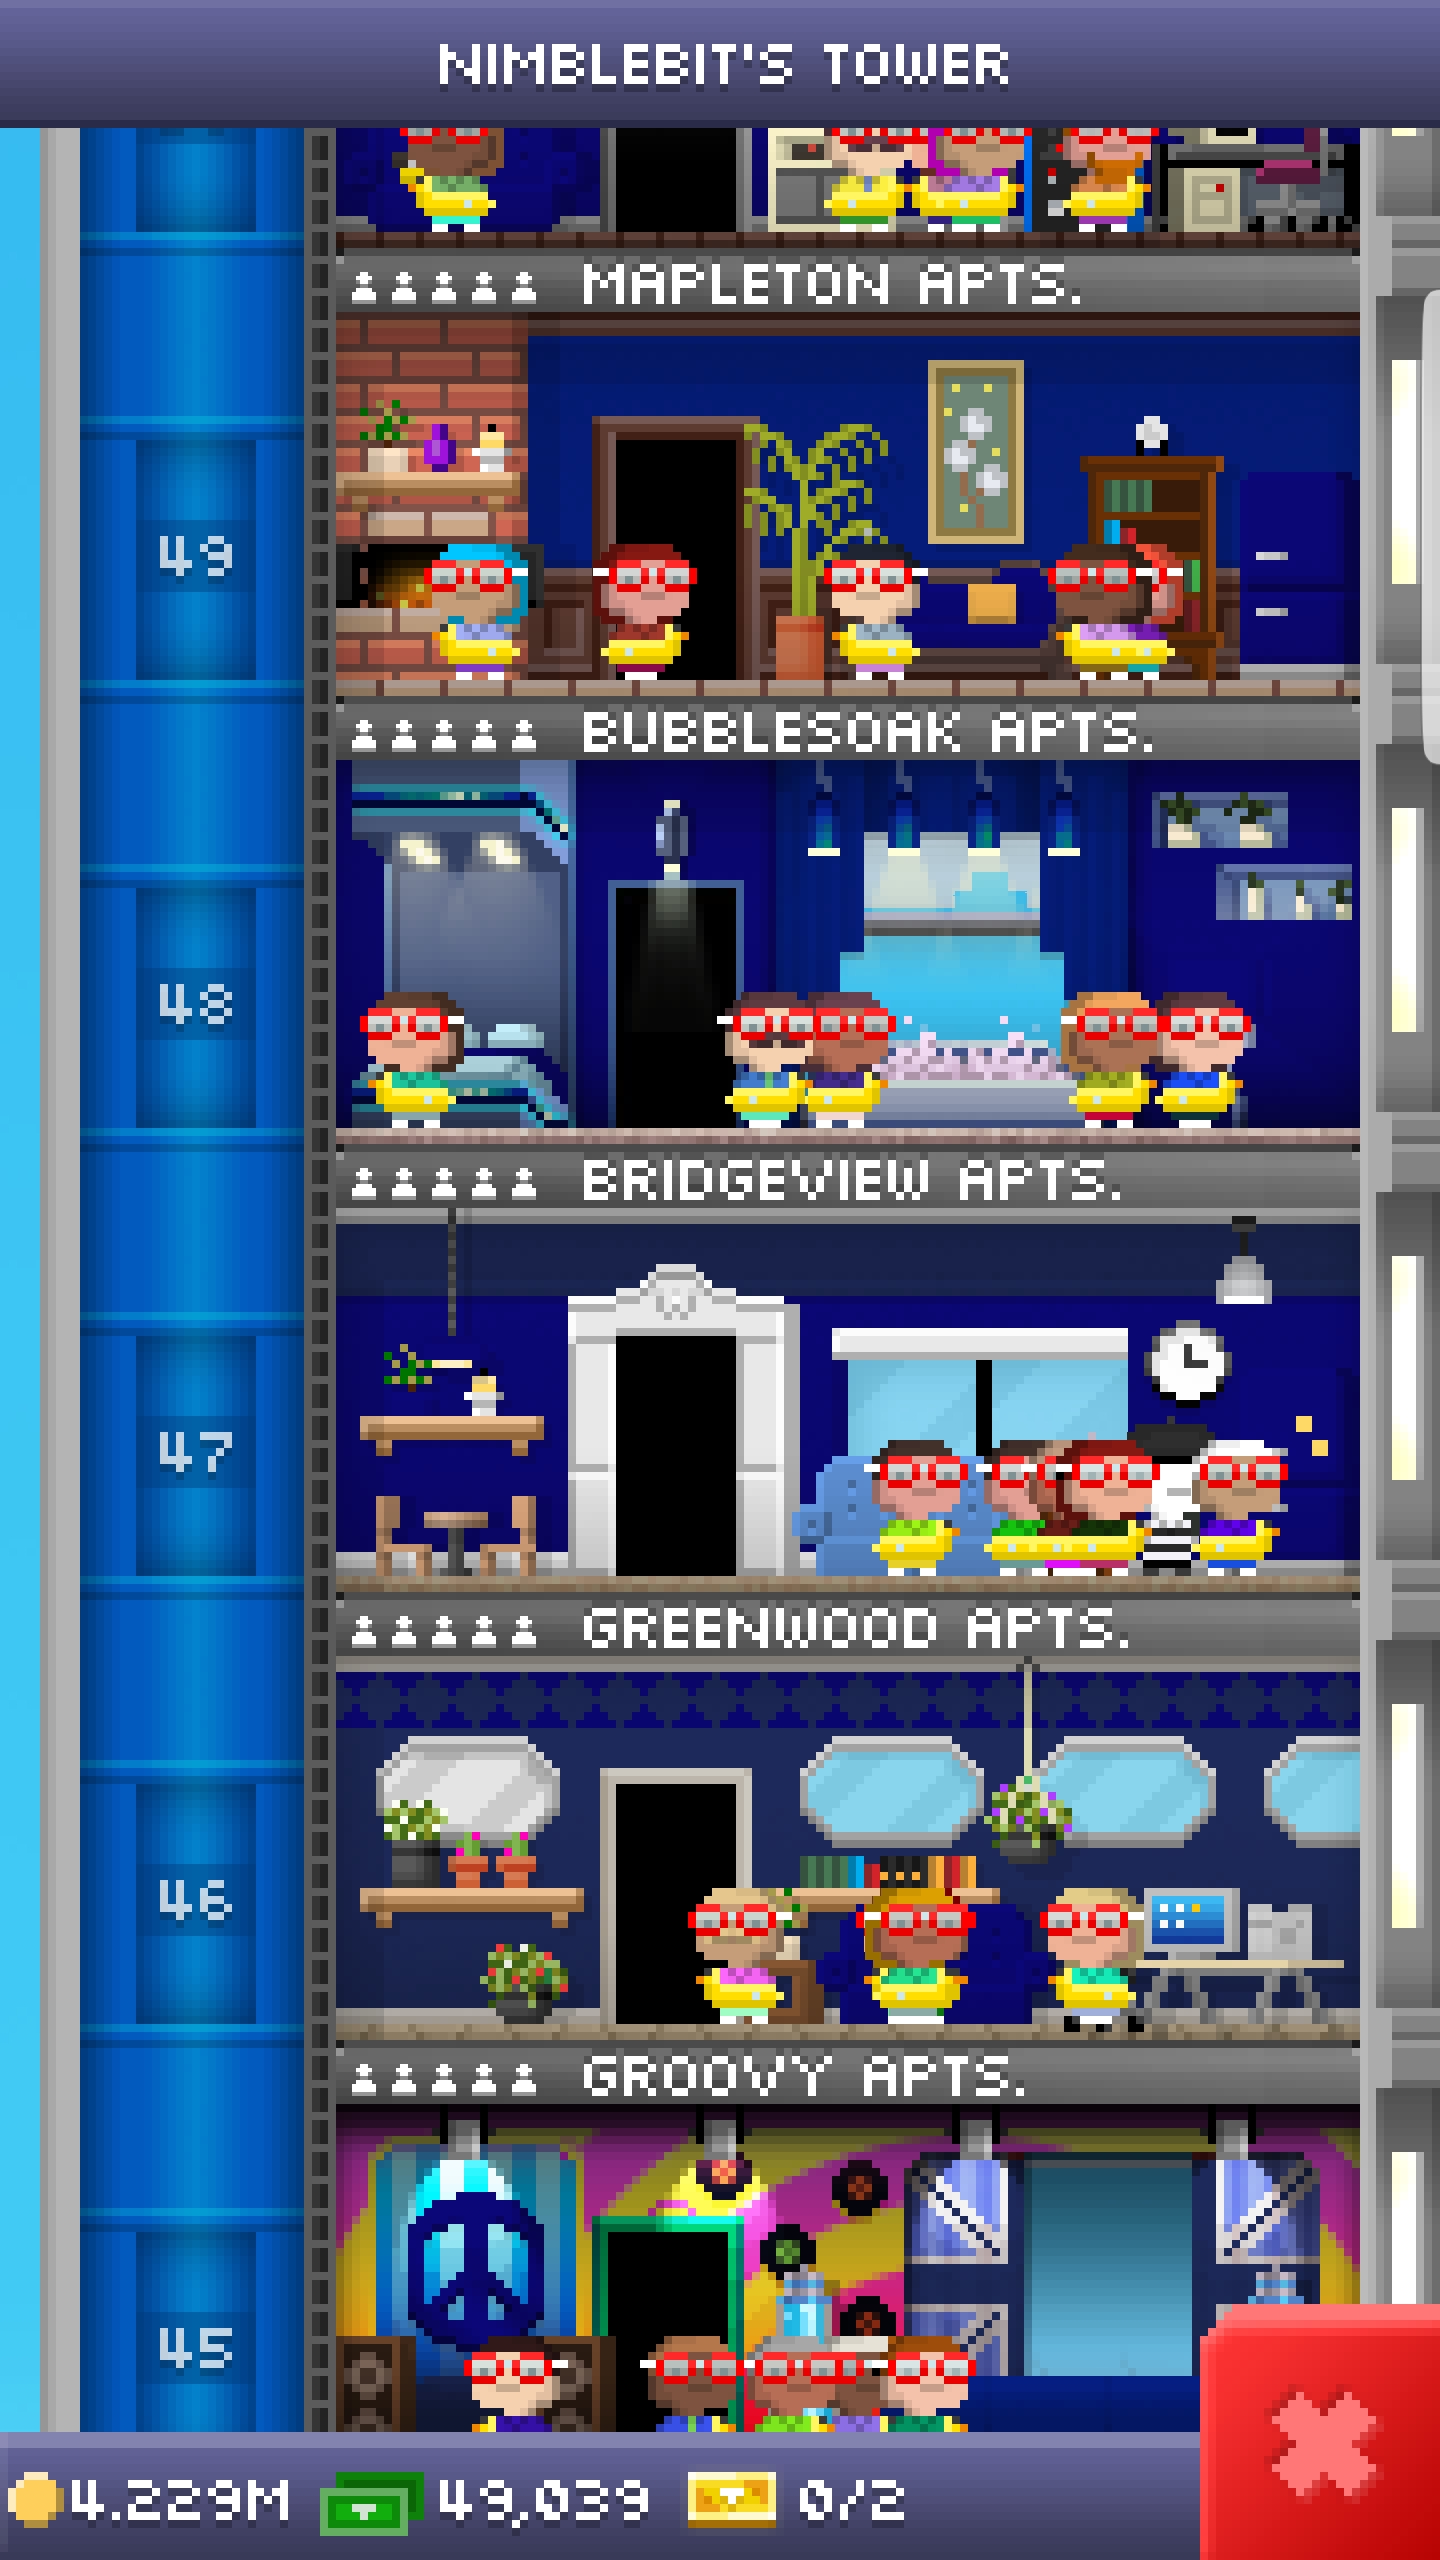 NIMBLEBIT'S TOWER
MAPLETON APTS.
49
BUBBLESOAK APTS.
48
BRIDGEVIEW APTS.
47
GREENWOOD APTS.
46
GROOVY APTS.
45
4.229M 49,039 0/2